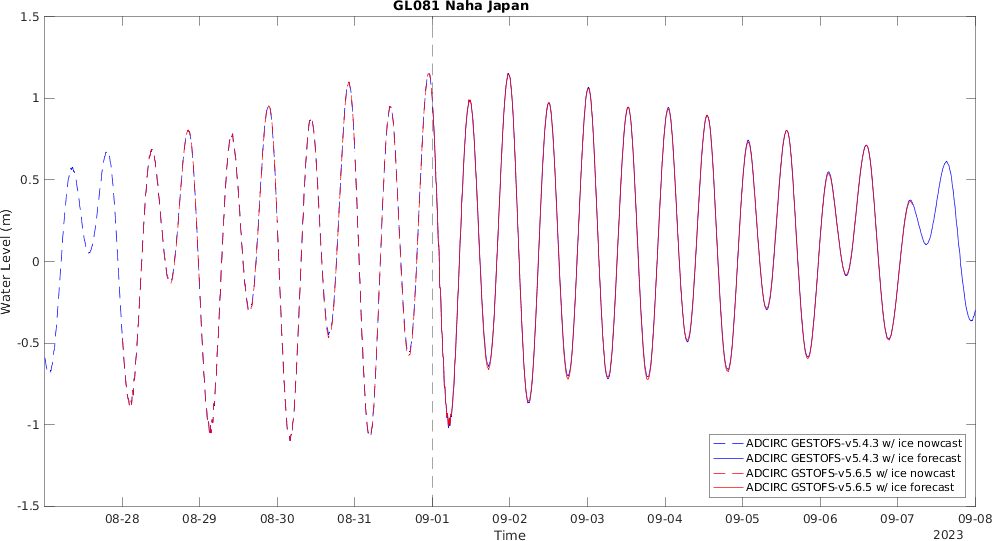 GL081 Naha Japan
1.5
1
0.5
0
-0.5
-1
-1.5
Water Level (m)
08-28 08-29 08-30 08-31 09-01 09-02 09-03 09-04 09-05 09-06 09-07 09-08
Time
2023
ADCIRC GESTOFS-v5.4.3 w/ ice nowcast
ADCIRC GESTOFS-v5.4.3 w/ ice forecast
ADCIRC GSTOFS-v5.6.5 w/ ice nowcast
ADCIRC GSTOFS-v5.6.5 w/ ice forecast